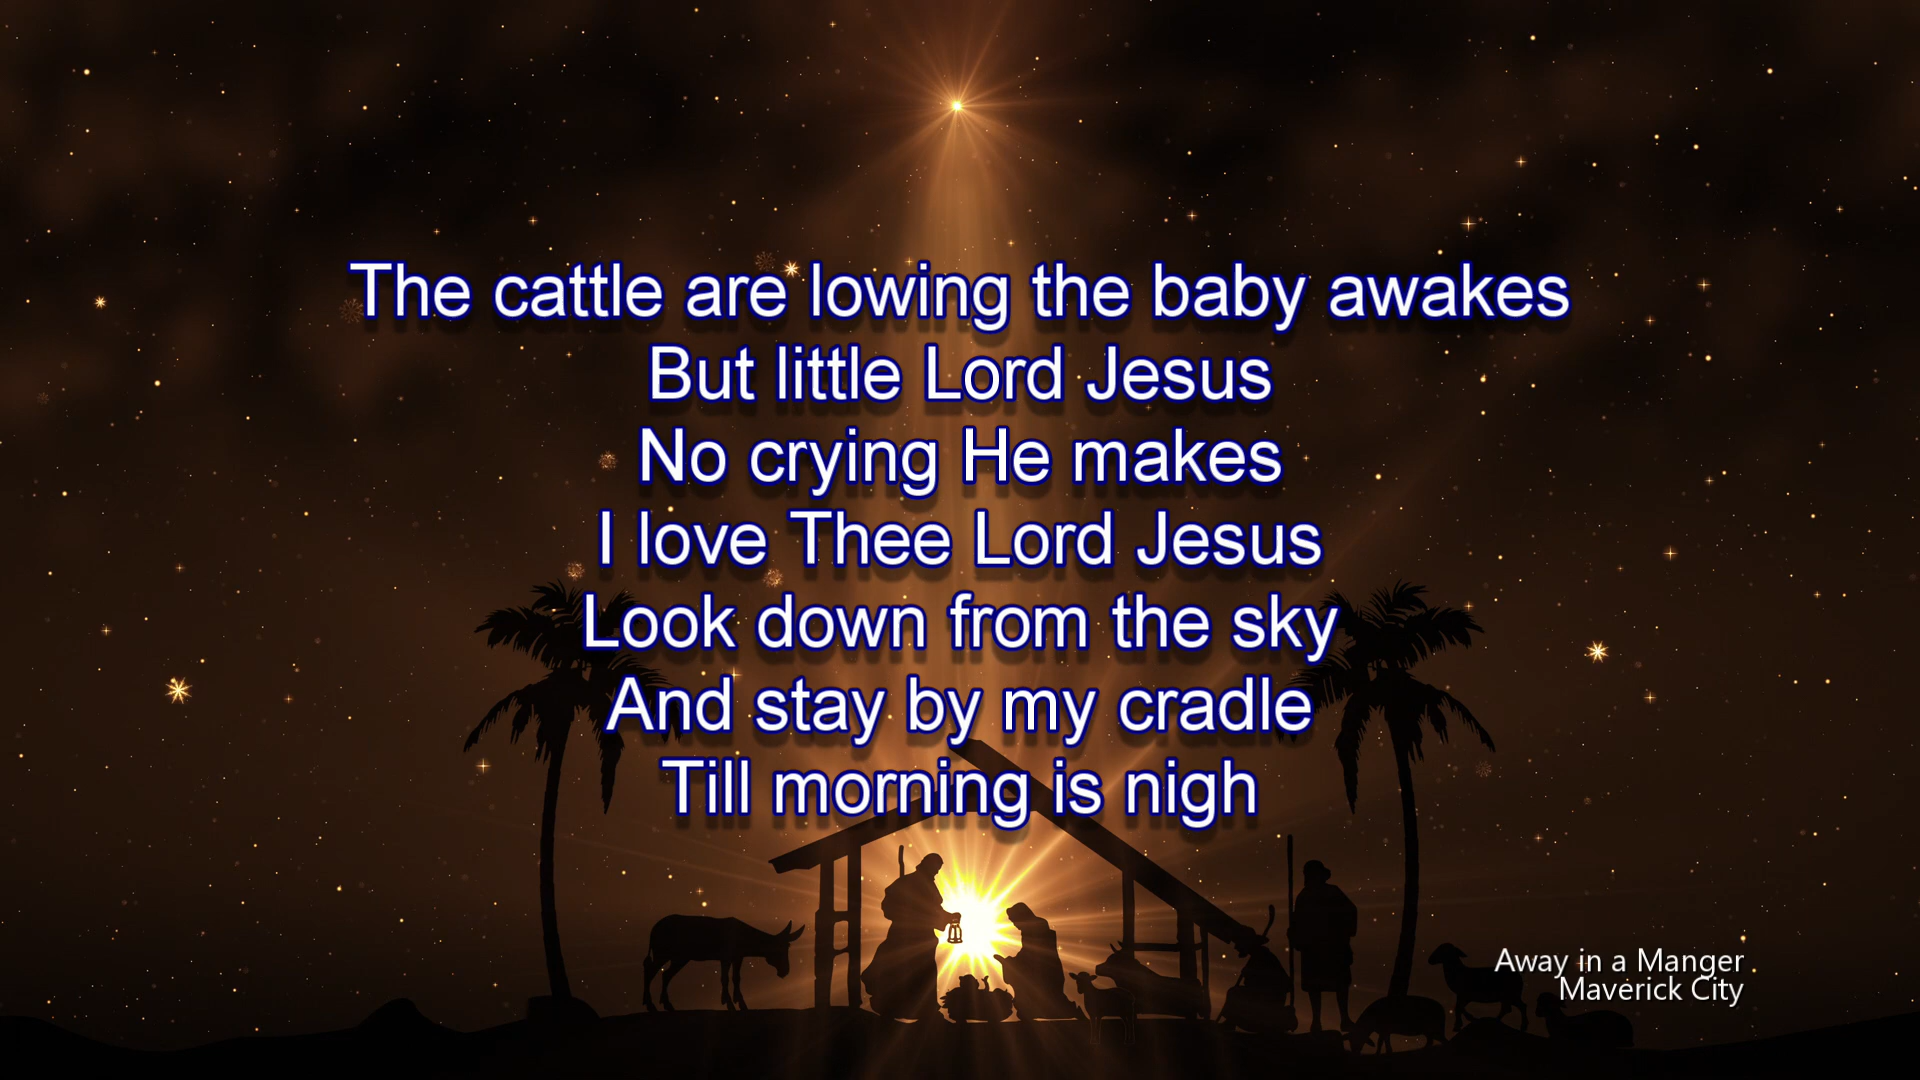 The cattle are lowing the baby awakes
But little Lord Jesus
No crying He makes
I love Thee Lord Jesus
Look down from the sky
And stay by my cradle
Till morning is nigh
Away in a Manger
Maverick City